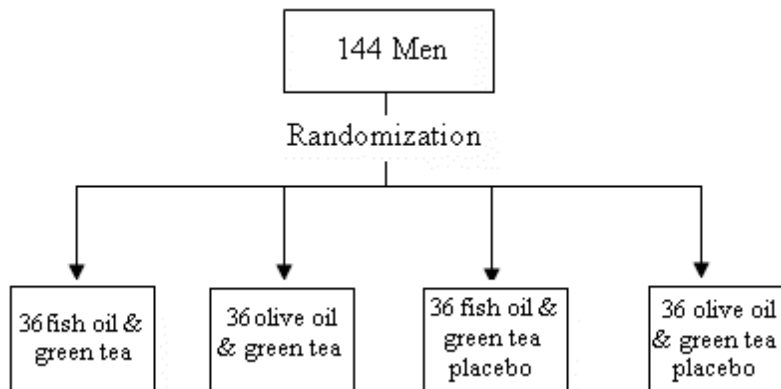 144 Men
Randomization
36 fish oil &
green tea
36 olive oil
& green tea
36 fish oil &
green tea
placebo
36 olive oil
& green tea
placebo